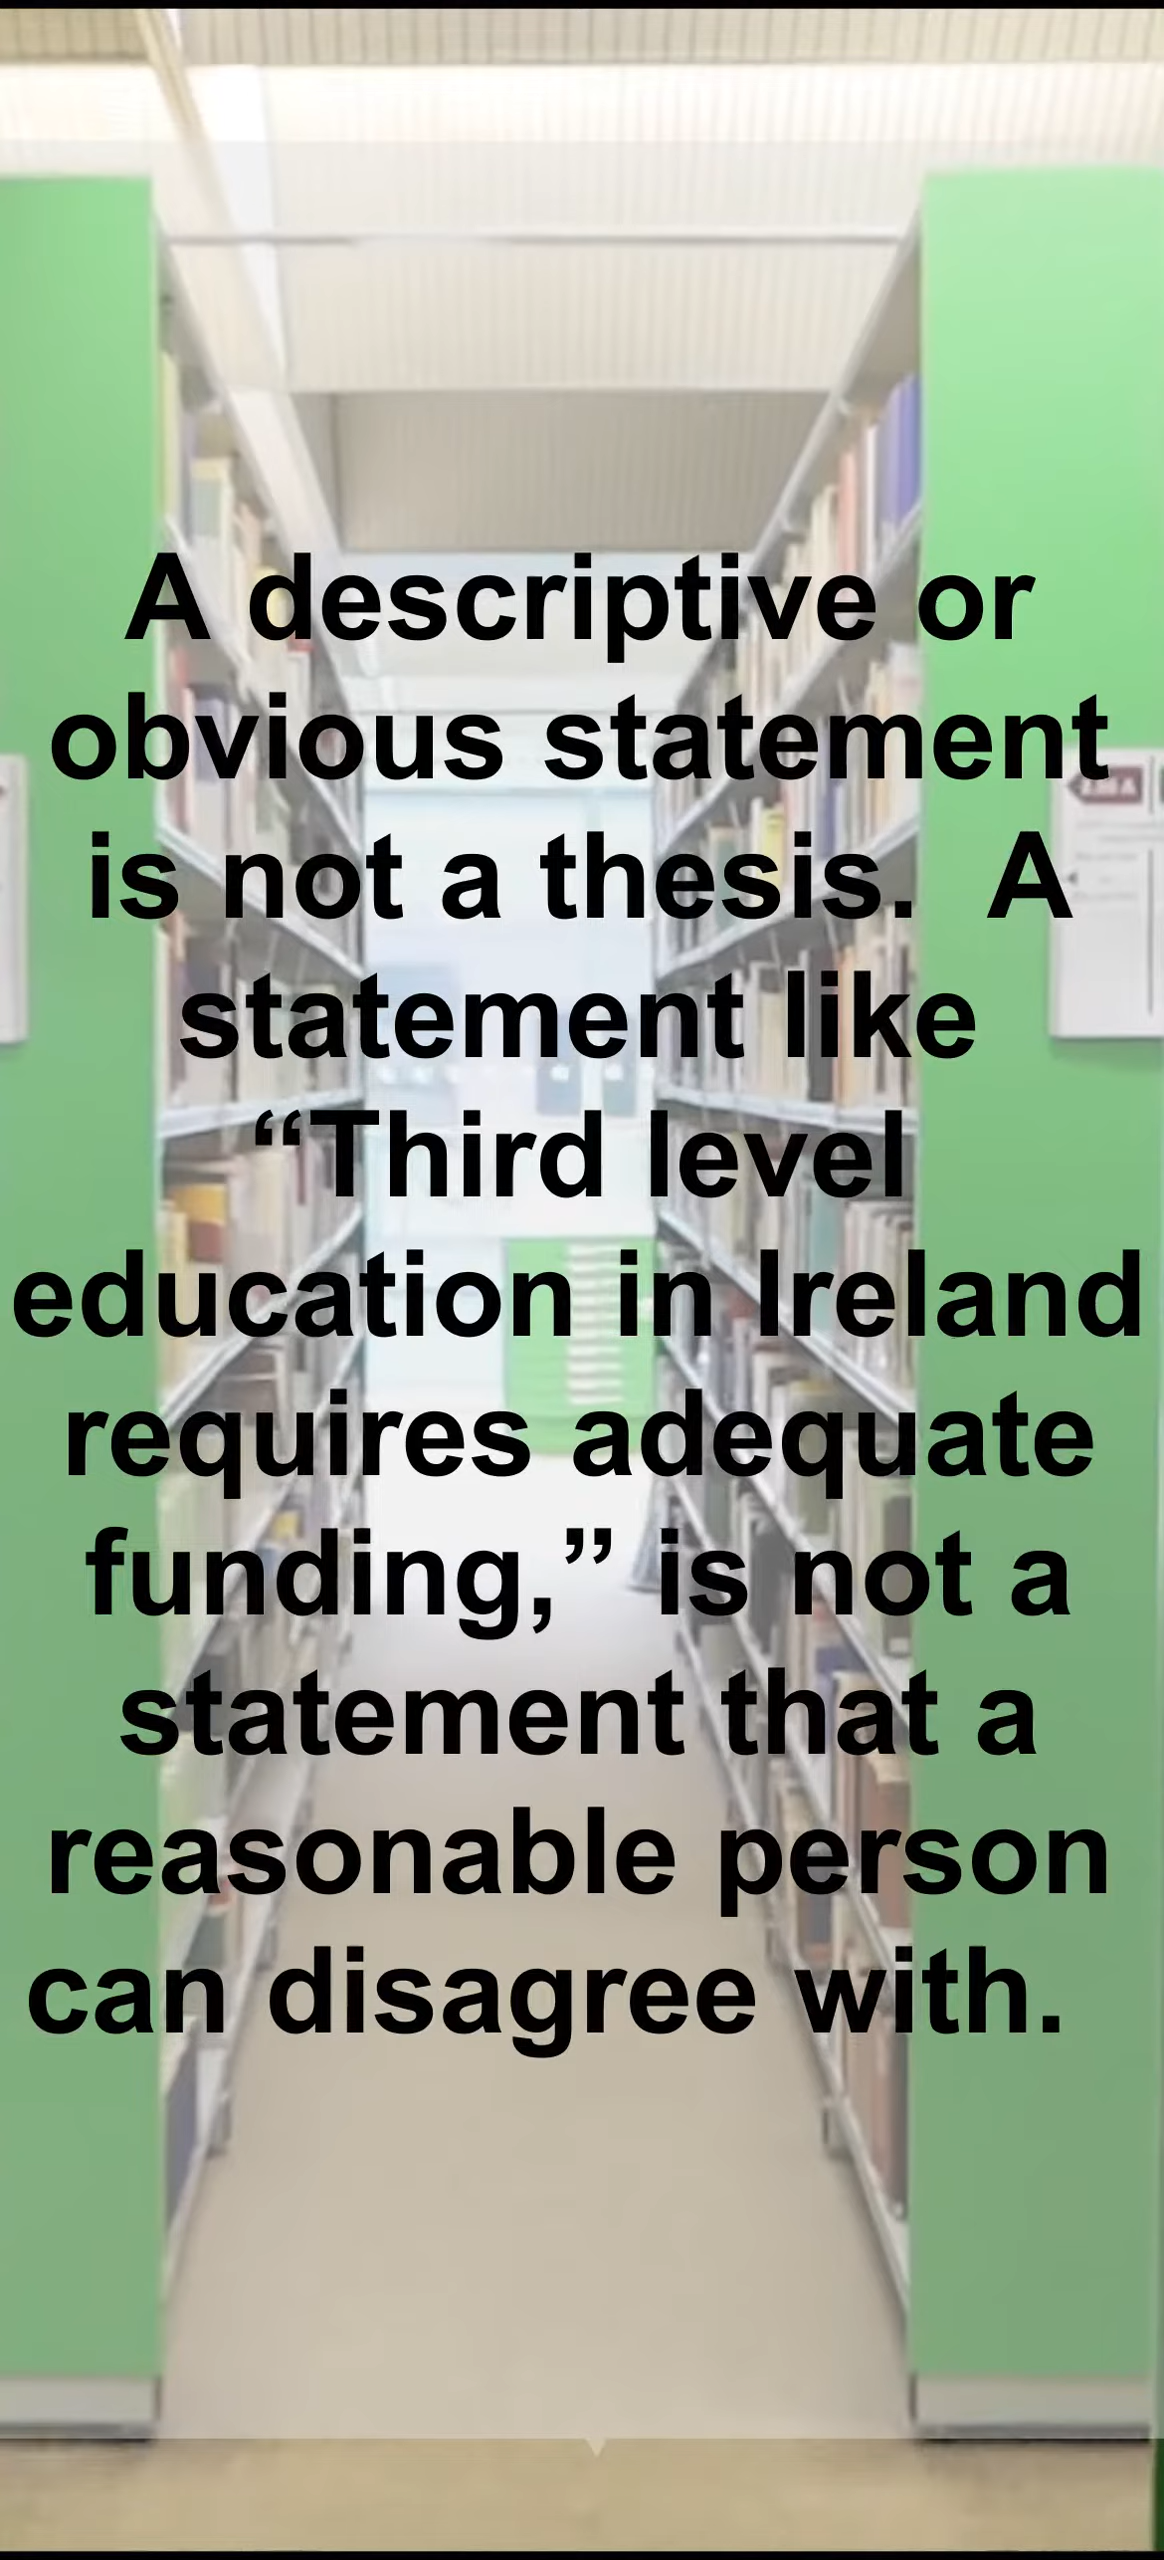 A descriptive or
obvious statement
is not a thesis.  A
statement like
“Third level
education in Ireland
requires adequate
funding,” is not a
statement that a
reasonable person
can disagree with.